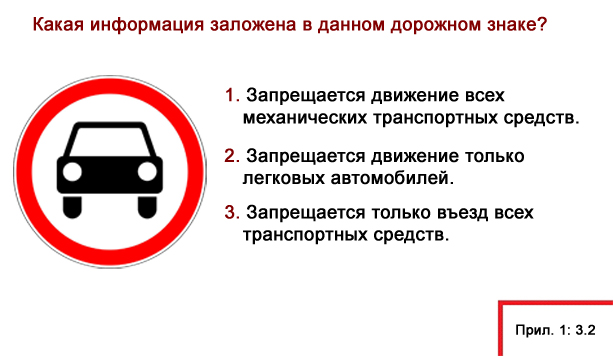 Какая информация заложена в данном дорожном знаке?
1. Запрещается движение всех
механических транспортных средств.
2. Запрещается движение только
легковых автомобилей.
3. Запрещается только въезд всех
транспортных средств.
Прил. 1: 3.2